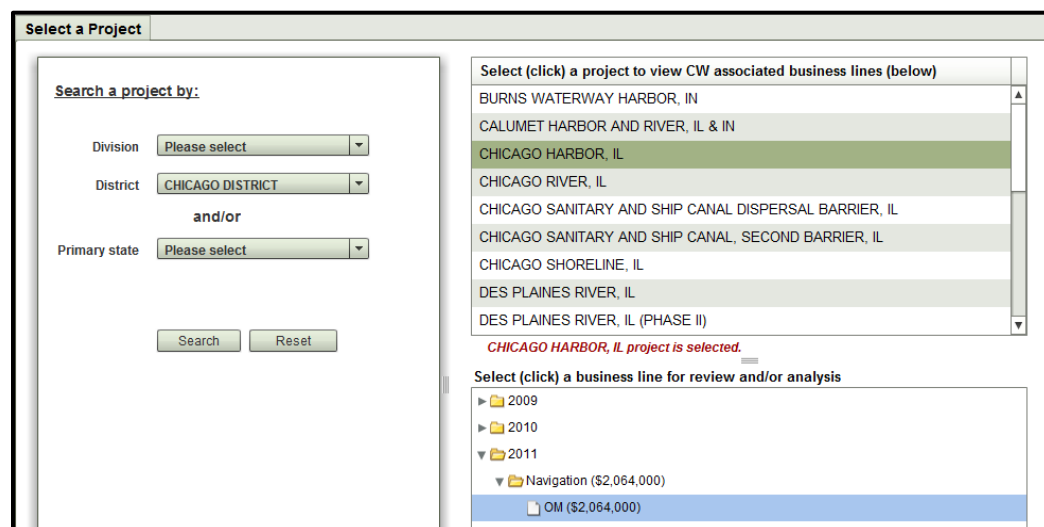 Select a Project
Search a project by:
Division Please select
District CHICAGO DISTRICT
and/or
Primary state Please select
Search Reset
Select (click) a project to view CW associated business lines (below)
BURNS WATERWAY HARBOR, IN
CALUMET HARBOR AND RIVER, IL & IN
CHICAGO HARBOR, IL
CHICAGO RIVER, IL
CHICAGO SANITARY AND SHIP CANAL DISPERSAL BARRIER, IL
CHICAGO SANITARY AND SHIP CANAL, SECOND BARRIER, IL
CHICAGO SHORELINE, IL
DES PLAINES RIVER, IL
DES PLAINES RIVER, IL (PHASE II)
CHICAGO HARBOR, IL project is selected.
Select (click) a business line for review and/or analysis
2009
2010
2011
Navigation ($2,064,000)
OM ($2,064,000)